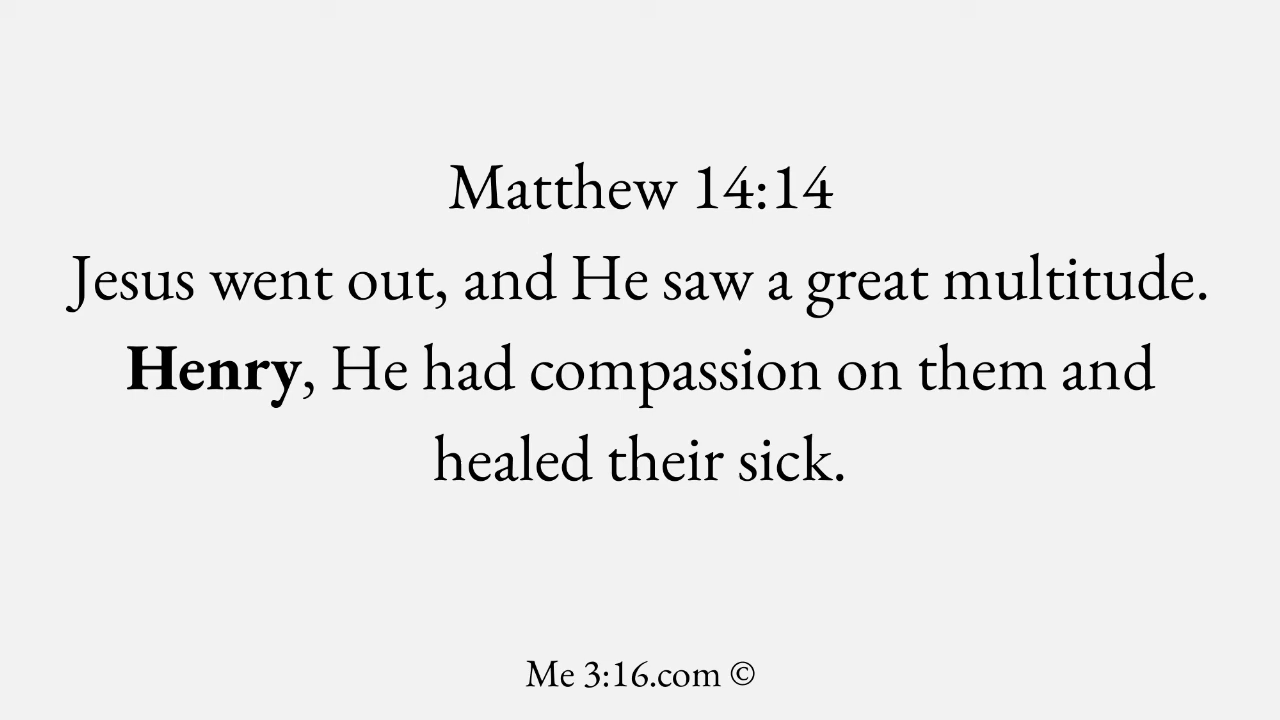 Matthew 14:14
Jesus went out, and He saw a great multitude.
Henry, He had compassion on them and
healed their sick.
Me 3:16.com ©